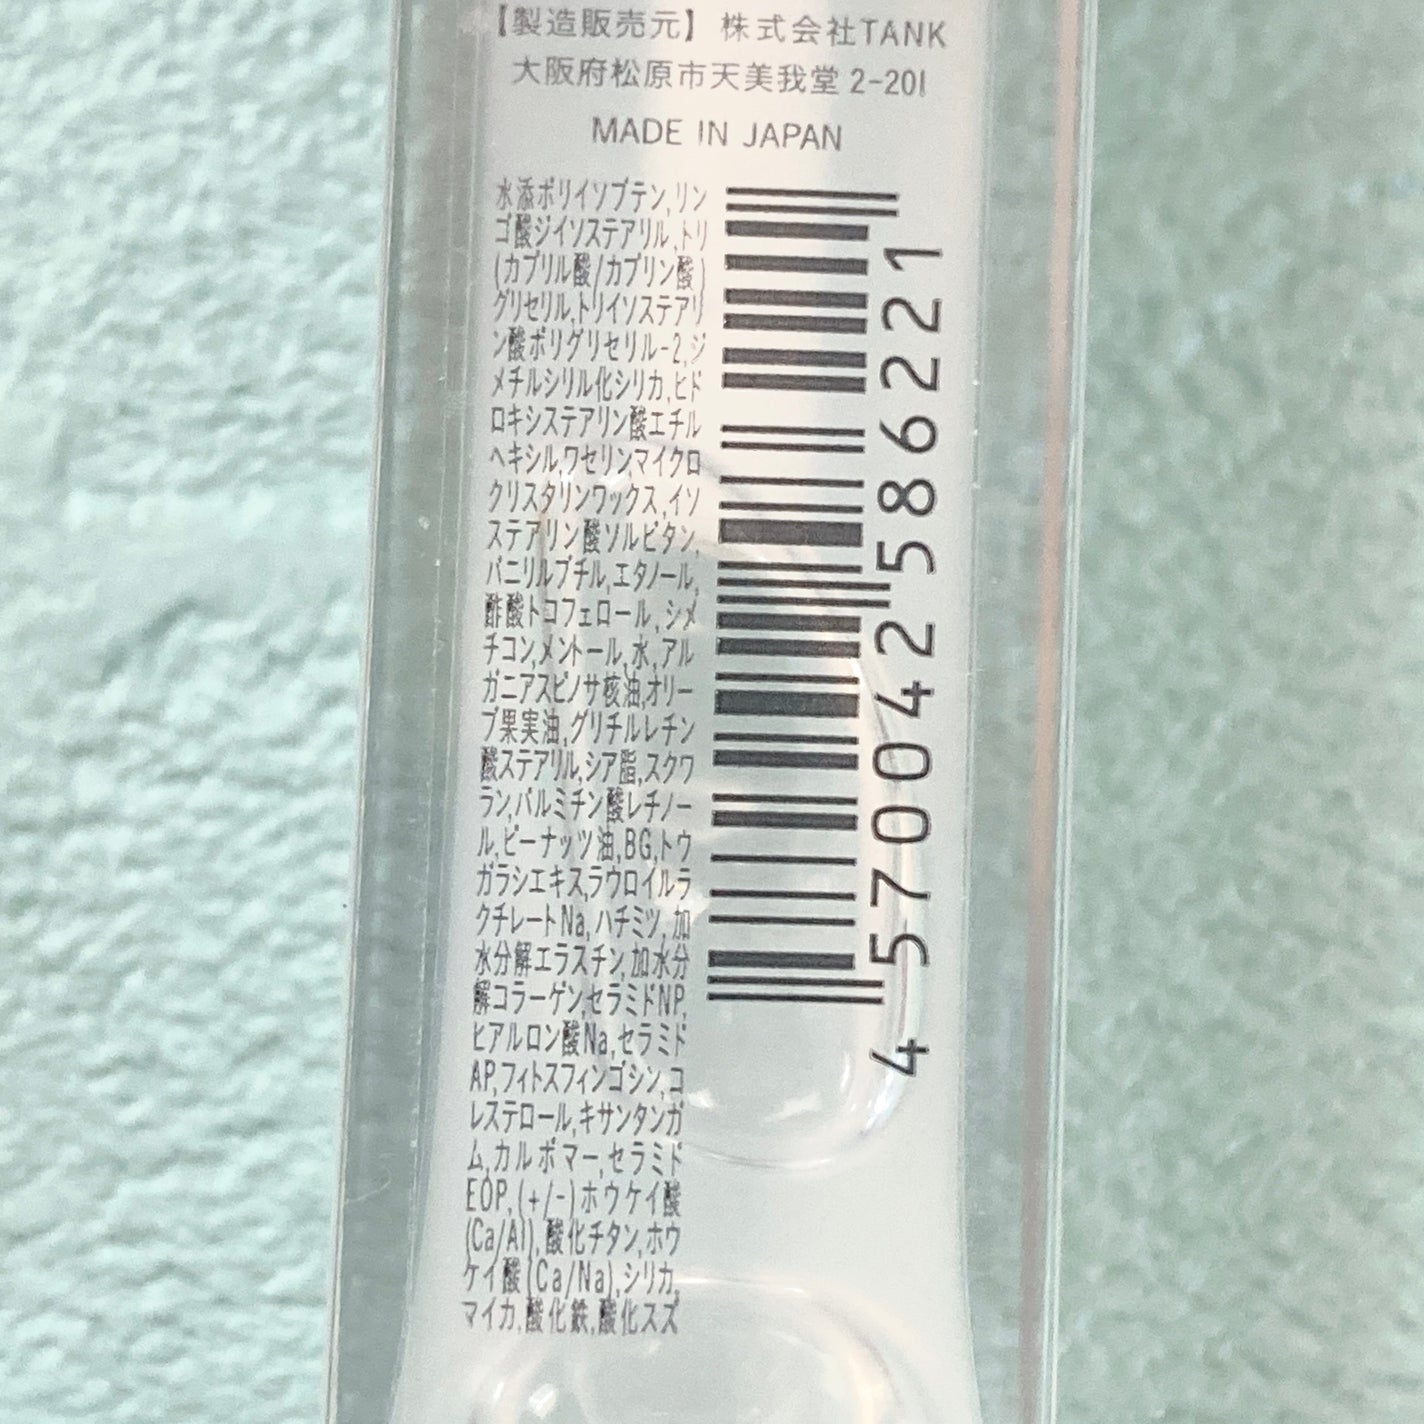 【製造販売元】 株式会社TANK
大阪府松原市天美我堂 2-201
MADE IN JAPAN
水添ポリイソブテン,リン
ゴ酸ジイソステアリル,トリ
(カプリル酸/カプリン酸)
グリセリル,トリイソステアリ
ン酸ポリグリセリル-2,ジ
メチルシリル化シリカ,ヒド
ロキシステアリン酸エチル
ヘキシル,ワセリン,マイクロ
クリスタリンワックス,イソ
ステアリン酸ソルビタン,
バニリルブチル,エタノール,
酢酸トコフェロール,シメ
チコン,メントール,水,アル
ガニアスピノサ核油,オリー
ブ果実油,グリチルレチン
酸ステアリル,シア脂,スクワ
ラン,パルミチン酸レチノー
ル,ピーナッツ油,BG,トウ
ガラシエキス,ラウロイルラ
クチレートNa,ハチミツ,加
水分解エラスチン,加水分
解コラーゲン,セラミドNP,
ヒアルロン酸Na,セラミド
AP,フィトスフィンゴシン,コ
レステロール,キサンタンガ
ム,カルボマー,セラミド
EOP,(+/-)ホウケイ酸
(Ca/Al),酸化チタン,ホウ
ケイ酸(Ca/Na),シリカ,
マイカ,酸化鉄,酸化スズ
4570042586221